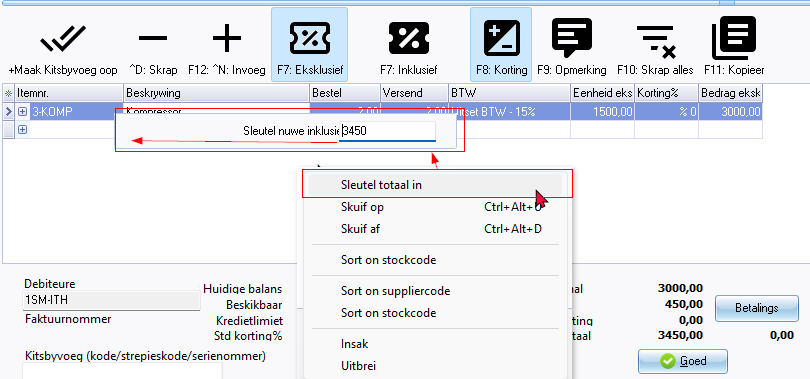 +Maak Kitsbyvoeg oop ^D: Skrap F12: ^N: Invoeg F7: Eksklusief F7: Inklusief F8: Korting F9: Opmerking F10: Skrap alles F11: Kopieer
Itemnr. Beskrywing Bestel Versend BTW Eenheid eks Korting% Bedrag eksk
3-KOMP Kompressor 2,00 2,00 Uitset BTW - 15% 1500,00 % 0 3000,00
Sleutel nuwe inklusie 3450
Sleutel totaal in
Skuif op Ctrl+Alt+U
Skuif af Ctrl+Alt+D
Sort on stockcode
Sort on suppliercode
Sort on stockcode
Insak
Uitbrei
Debiteure
1SM-ITH
Faktuurnommer
Kitsbyvoeg (kode/strepieskode/serienommer)
Huidige balans
Beskikbaar
Kredietlimiet
Std korting%
aal 3000,00
450,00
ting 0,00
taal 3450,00 0,00
Betalings
Goed